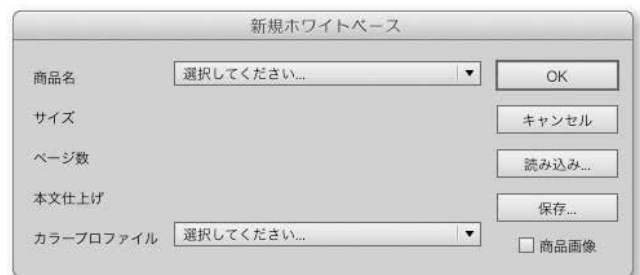 新規ホワイトベース
商品名
選択してください...
OK
サイズ
キャンセル
ページ数
読み込み...
本文仕上げ
保存...
カラープロファイル
選択してください...
商品画像